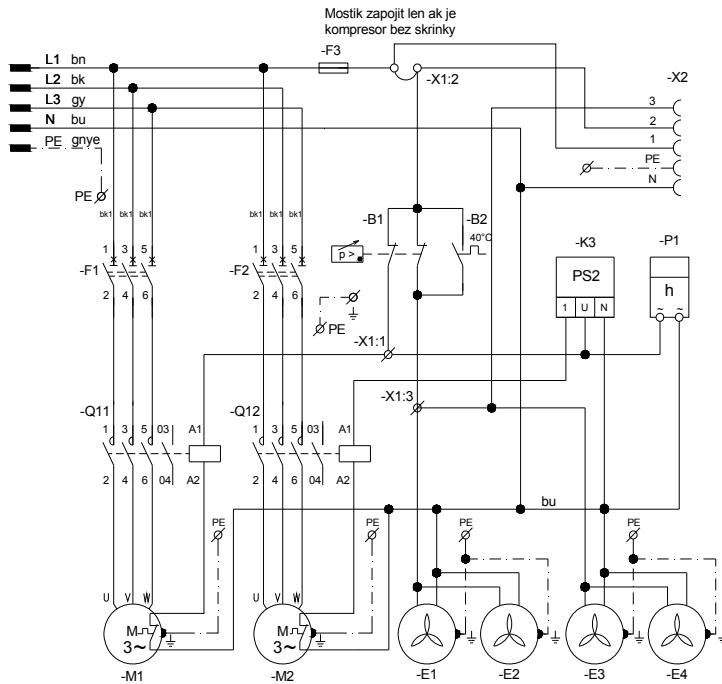 Mostik zapojit len ak je
kompresor bez skrinky
-F3
L1 bn
L2 bk
L3 gy
N bu
PE gnye
-X1:2
-X2
3
2
1
PE
N
PE
bk1 bk1 bk1
bk1 bk1 bk1
-B1
-B2
40°C
p >
-K3
PS2
1 U N
-P1
h
~ ~
-F1
1 3 5
2 4 6
-F2
1 3 5
2 4 6
PE
-X1:1
-X1:3
-Q11
1 3 5 03 A1
2 4 6 04 A2
-Q12
1 3 5 03 A1
2 4 6 04 A2
bu
PE
PE
PE
PE
U V W
M
3~
-M1
U V W
M
3~
-M2
-E1
-E2
-E3
-E4